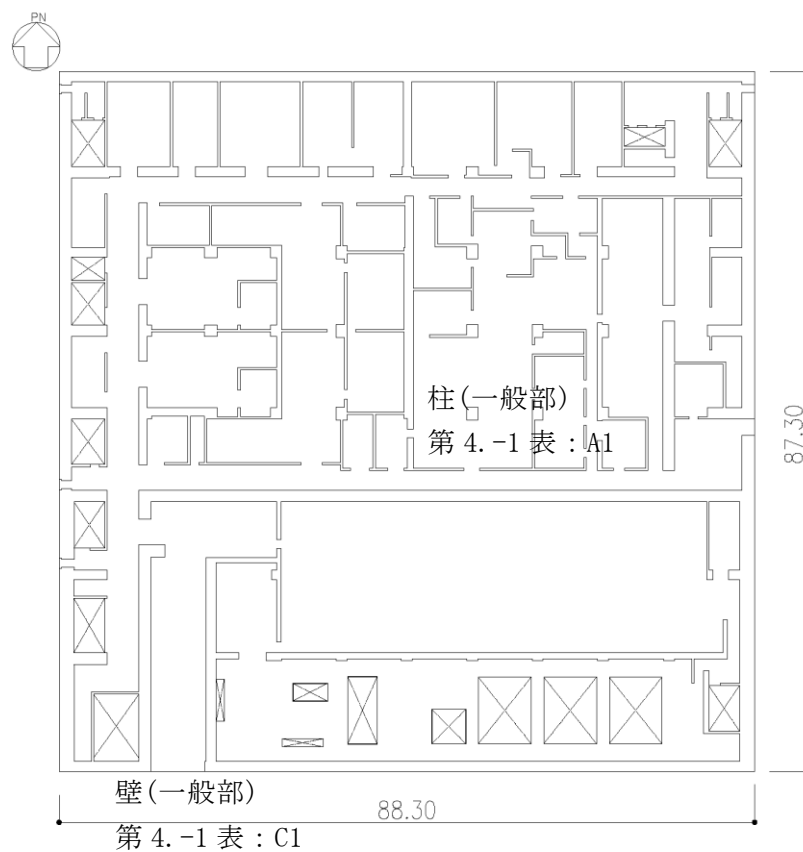 PN
柱(一般部)
第 4.-1 表:A1
87.30
88.30
壁(一般部)
第 4.-1 表:C1